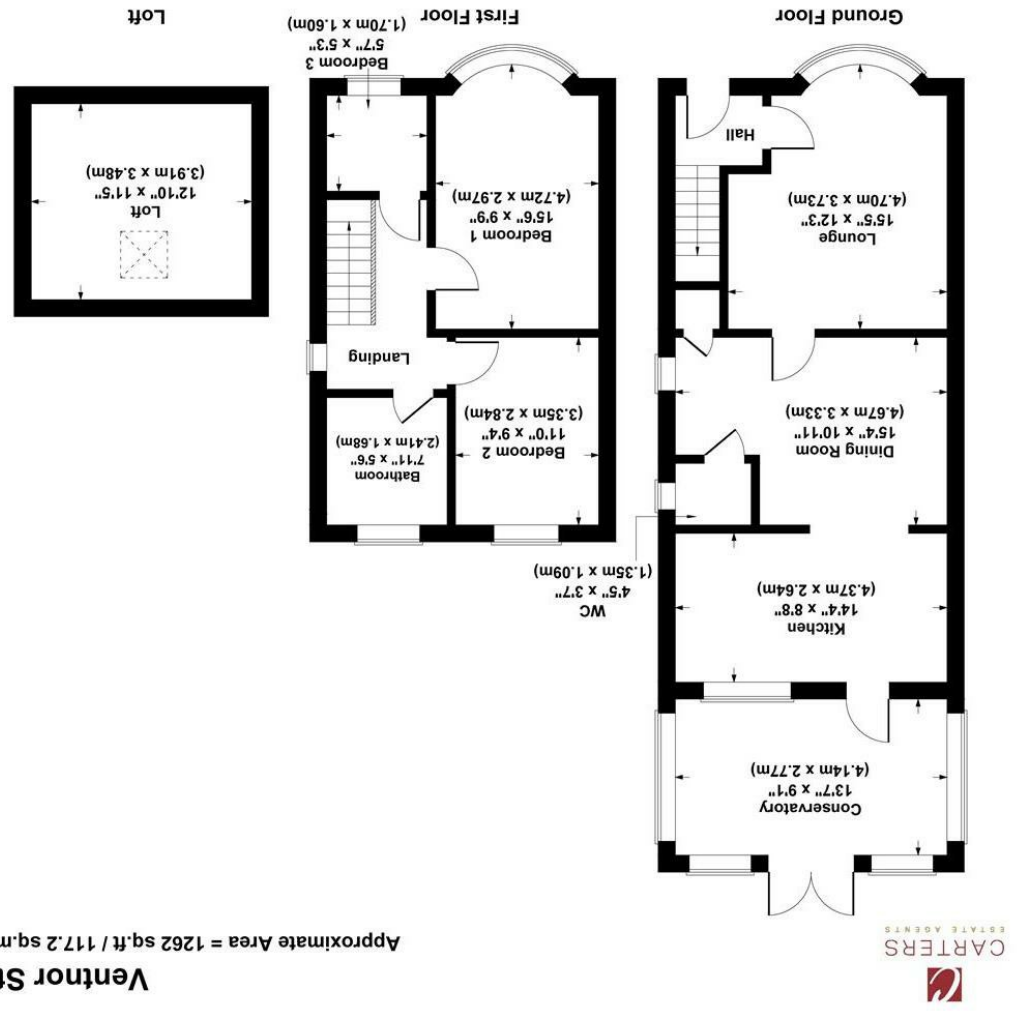 CARTERS
ESTATE AGENTS
Ventnor St
Approximate Area = 1262 sq.ft / 117.2 sq.m
Conservatory
13'7" x 9'1"
(4.14m x 2.77m)
Kitchen
14'4" x 8'8"
(4.37m x 2.64m)
WC
4'5" x 3'7"
(1.35m x 1.09m)
Dining Room
15'4" x 10'11"
(4.67m x 3.33m)
Lounge
15'5" x 12'3"
(4.70m x 3.73m)
Hall
Ground Floor
Bedroom 2
11'0" x 9'4"
(3.35m x 2.84m)
Bathroom
7'11" x 5'6"
(2.41m x 1.68m)
Landing
Bedroom 1
15'6" x 9'9"
(4.72m x 2.97m)
Bedroom 3
5'7" x 5'3"
(1.70m x 1.60m)
First Floor
Loft
12'10" x 11'5"
(3.91m x 3.48m)
Loft